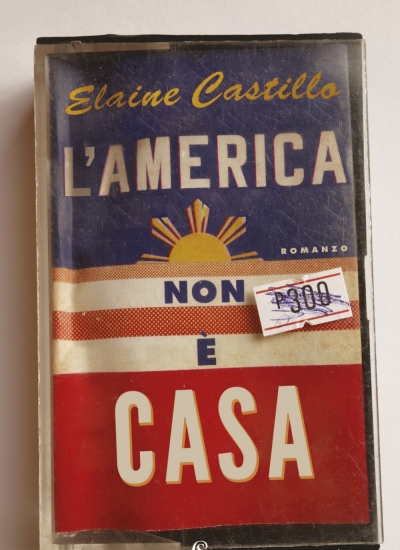 Elaine Castillo
L'AMERICA
ROMANZO
NON
₱300
È
CASA